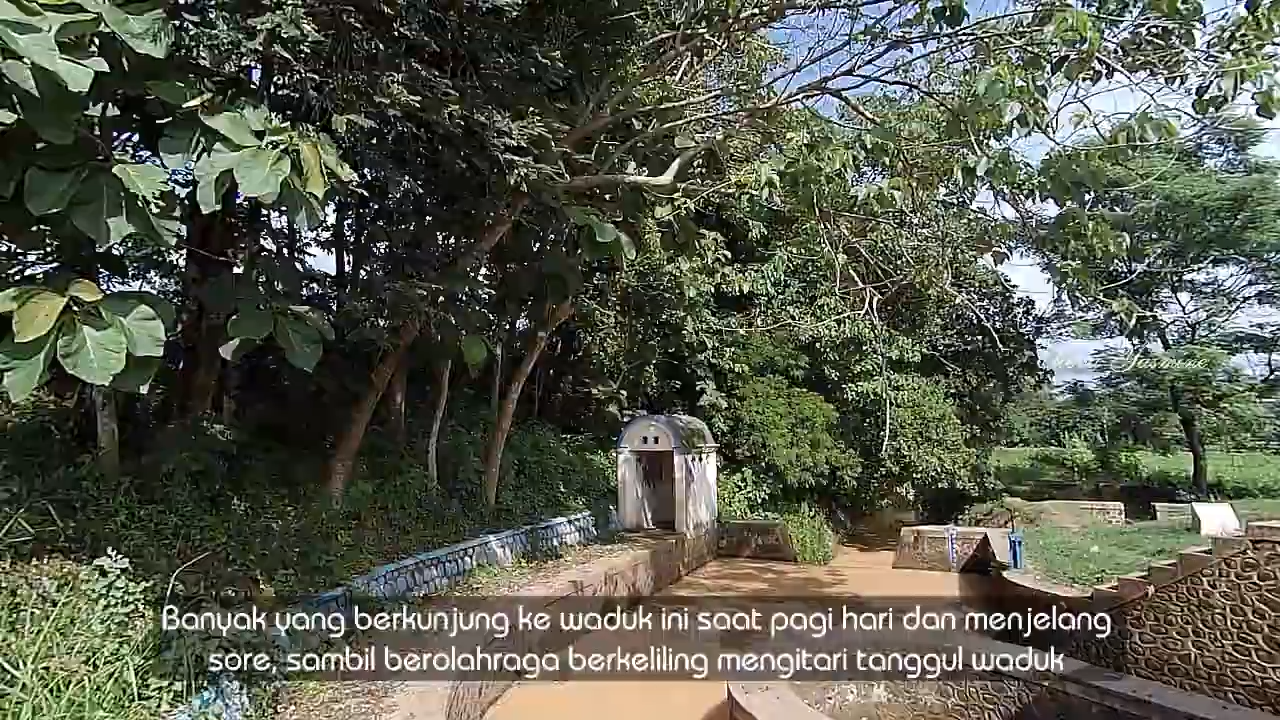 Banyak yang berkunjung ke waduk ini saat pagi hari dan menjelang
sore, sambil berolahraga berkeliling mengitari tanggul waduk